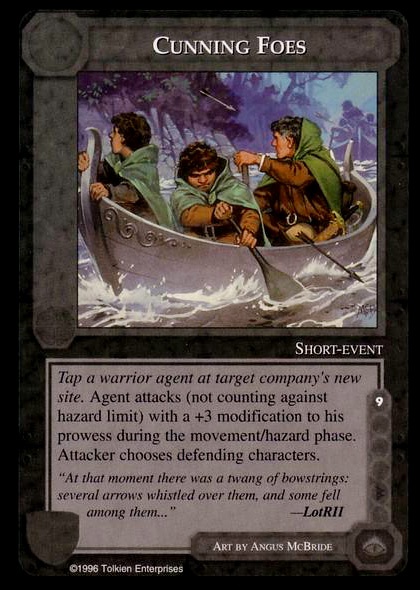 CUNNING FOES
SHORT-EVENT
Tap a warrior agent at target company's new
site. Agent attacks (not counting against
hazard limit) with a +3 modification to his
prowess during the movement/hazard phase.
Attacker chooses defending characters.
"At that moment there was a twang of bowstrings:
several arrows whistled over them, and some fell
among them..." —LotRII
9
ART BY ANGUS MCBRIDE
©1996 Tolkien Enterprises